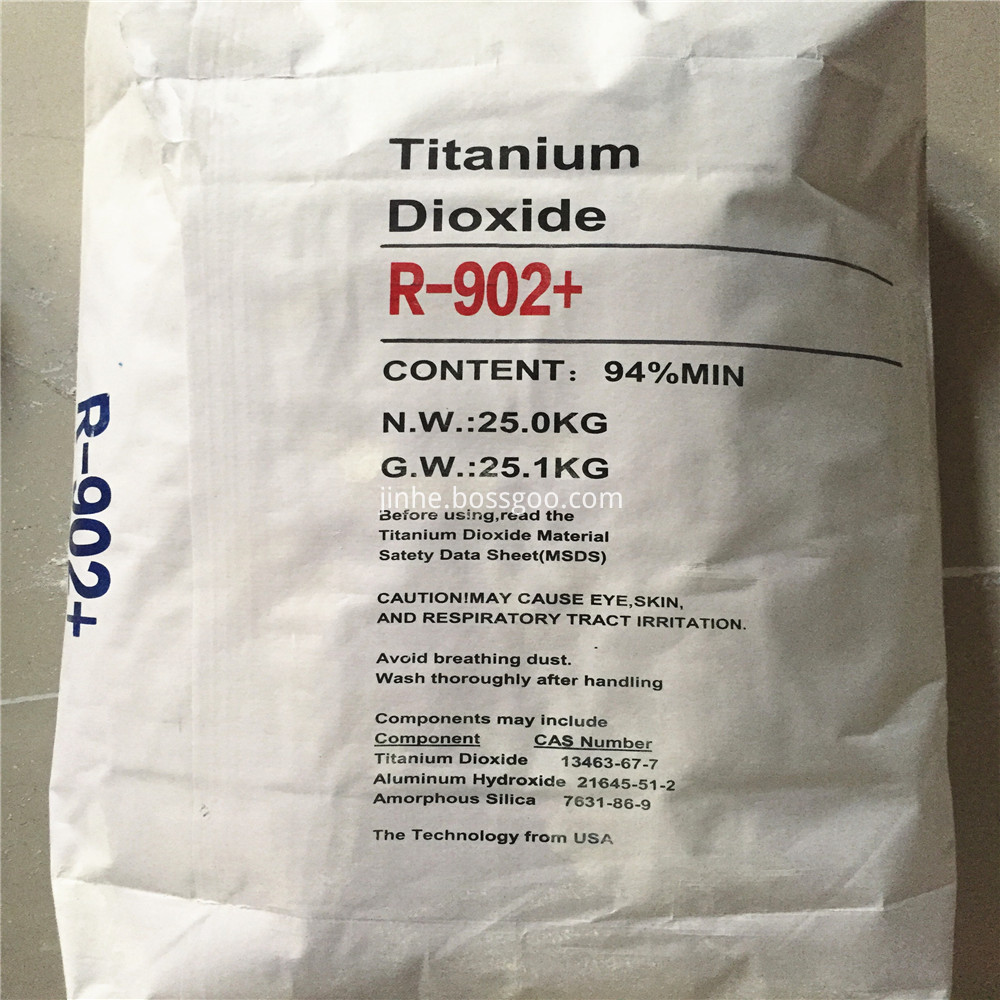 Titanium
Dioxide
R-902+
CONTENT: 94%MIN
N.W.:25.0KG
G.W.:25.1KG
jinhe.bossgoo.com
Before using,read the
Titanium Dioxide Material
Satety Data Sheet(MSDS)
CAUTION!MAY CAUSE EYE,SKIN,
AND RESPIRATORY TRACT IRRITATION.
Avoid breathing dust.
Wash thoroughly after handling
Components may include
Component CAS Number
Titanium Dioxide 13463-67-7
Aluminum Hydroxide 21645-51-2
Amorphous Silica 7631-86-9
The Technology from USA
R-902+